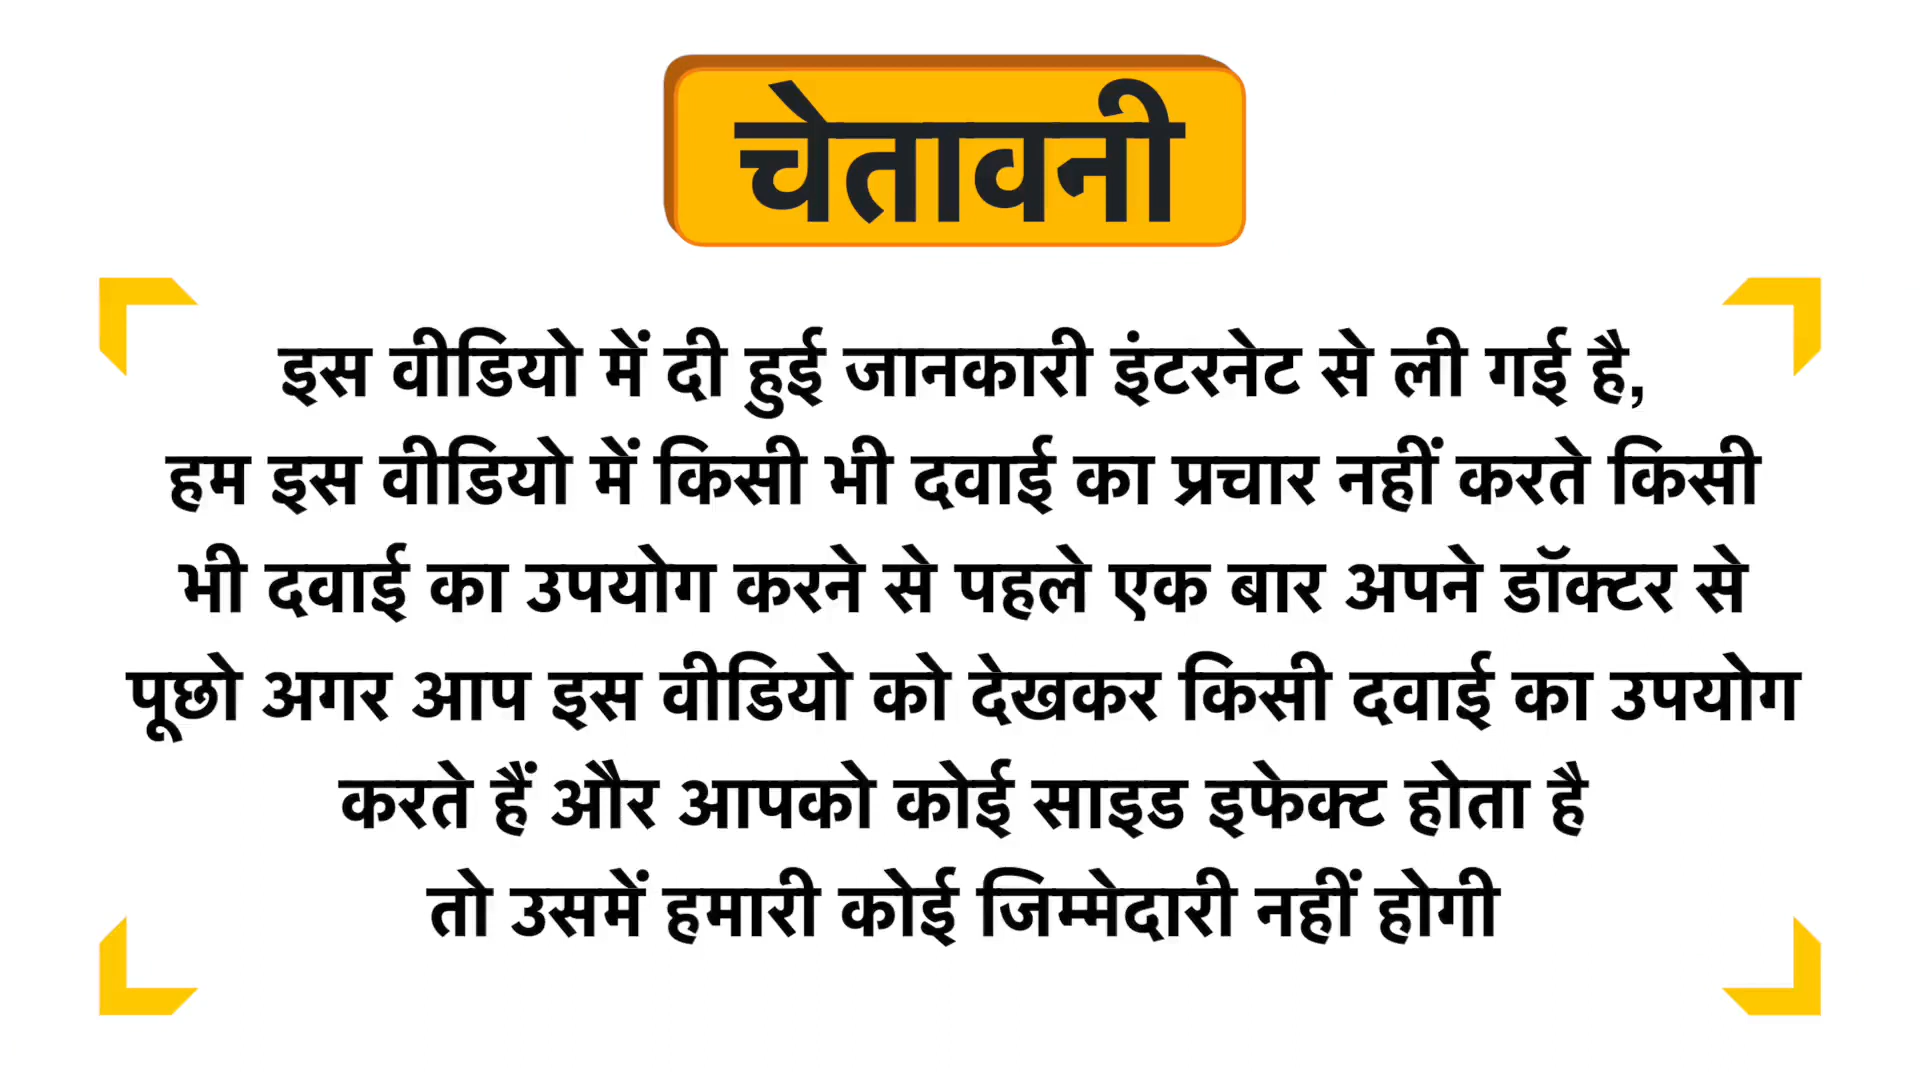 चेतावनी
इस वीडियो में दी हुई जानकारी इंटरनेट से ली गई है,
हम इस वीडियो में किसी भी दवाई का प्रचार नहीं करते किसी
भी दवाई का उपयोग करने से पहले एक बार अपने डॉक्टर से
पूछो अगर आप इस वीडियो को देखकर किसी दवाई का उपयोग
करते हैं और आपको कोई साइड इफेक्ट होता है
तो उसमें हमारी कोई जिम्मेदारी नहीं होगी